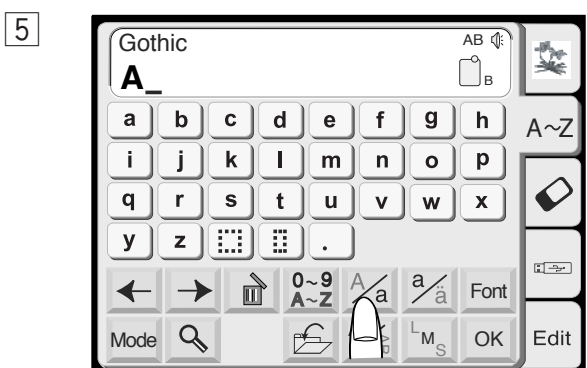 5
Gothic
AB
A_
B
a b c d e f g h
A~Z
i j k l m n o p
q r s t u v w x
y z .
0~9
A~Z
A/a
a/ä
Font
Mode
L M S
OK
Edit